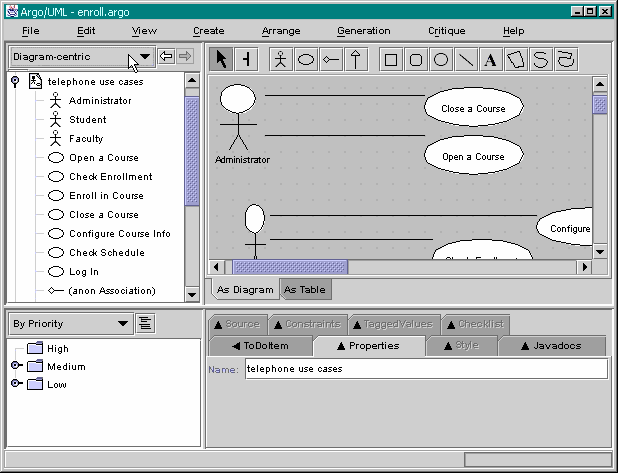 Argo/UML - enroll.argo
File Edit View Create Arrange Generation Critique Help
Diagram-centric
A
telephone use cases
Administrator
Student
Faculty
Open a Course
Check Enrollment
Enroll in Course
Close a Course
Configure Course Info
Check Schedule
Log In
(anon Association)
Close a Course
Open a Course
Administrator
Configure
As Diagram As Table
By Priority
High
Medium
Low
Source Constraints TaggedValues Checklist
ToDoItem Properties Style Javadocs
Name: telephone use cases